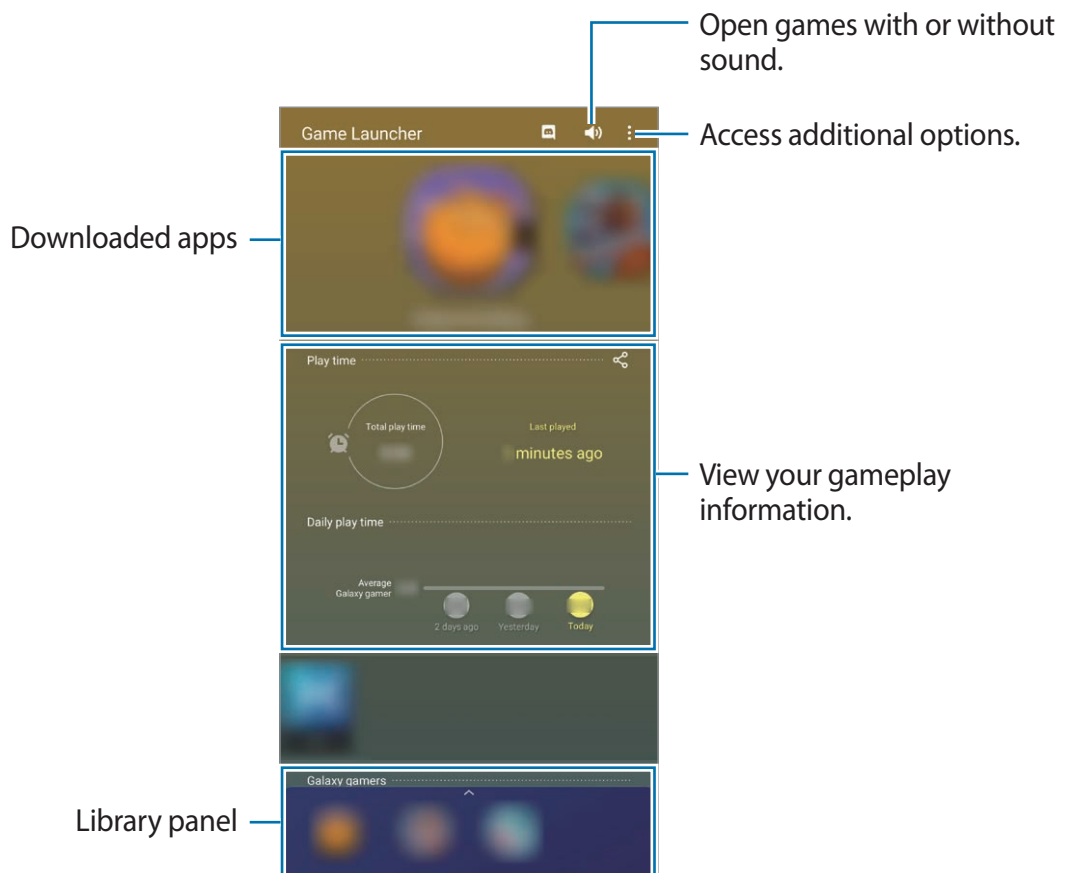 Open games with or without
sound.
Game Launcher
Access additional options.
Downloaded apps
Play time
Total play time
Last played
minutes ago
View your gameplay
information.
Daily play time
Average
Galaxy gamer
2 days ago
Yesterday
Today
Galaxy gamers
Library panel